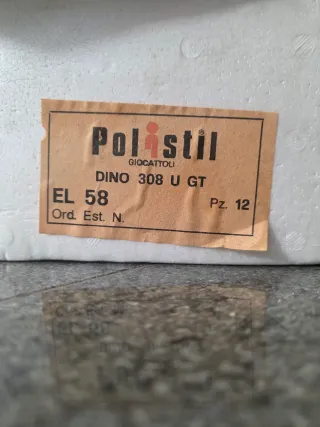 Polistil
GIOCATTOLI
DINO 308 U GT
EL 58
Pz. 12
Ord. Est. N.